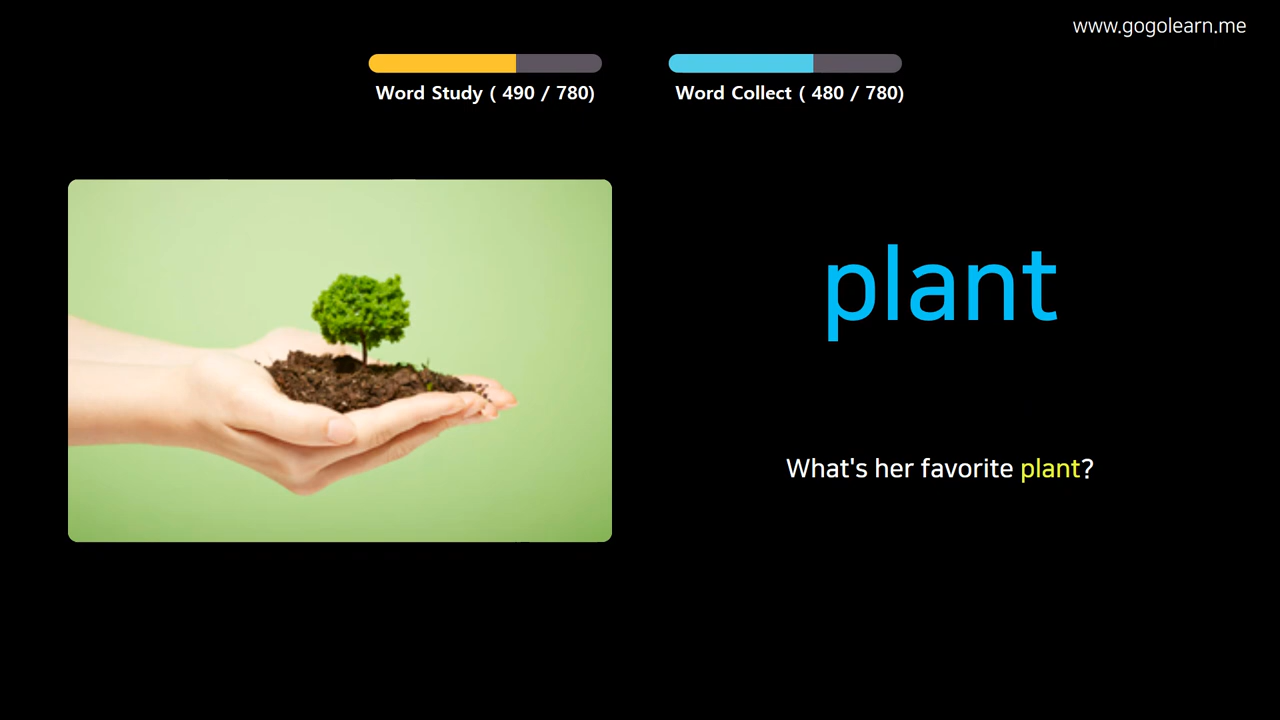 www.gogolearn.me
Word Study ( 490 / 780)
Word Collect ( 480 / 780)
plant
What's her favorite plant?